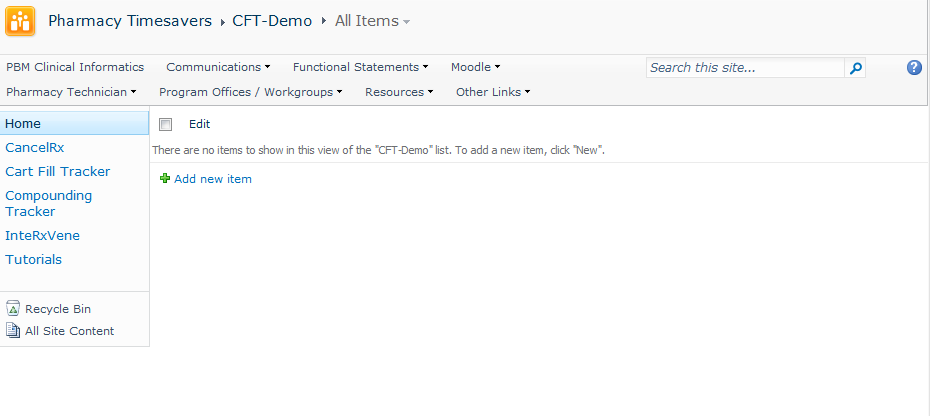 Pharmacy Timesavers CFT-Demo All Items
PBM Clinical Informatics Communications Functional Statements Moodle Search this site...
Pharmacy Technician Program Offices / Workgroups Resources Other Links
Home
Edit
CancelRx
There are no items to show in this view of the "CFT-Demo" list. To add a new item, click "New".
Cart Fill Tracker
Add new item
Compounding
Tracker
InteRxVene
Tutorials
Recycle Bin
All Site Content